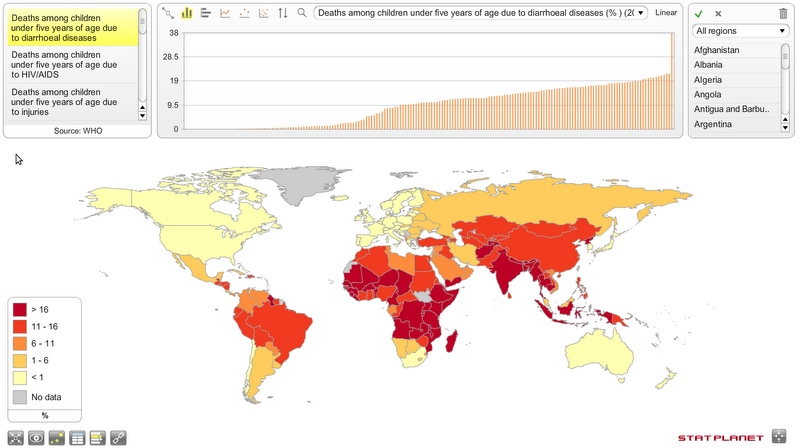 Deaths among children
under five years of age due
to diarrhoeal diseases
Deaths among children
under five years of age due
to HIV/AIDS
Deaths among children
under five years of age due
to injuries
Source: WHO
Deaths among children under five years of age due to diarrhoeal diseases (% ) (20
Linear
38
28.5
19
9.5
0
All regions
Afghanistan
Albania
Algeria
Angola
Antigua and Barbu..
Argentina
> 16
11 - 16
6 - 11
1 - 6
< 1
No data
%
STATPLANET